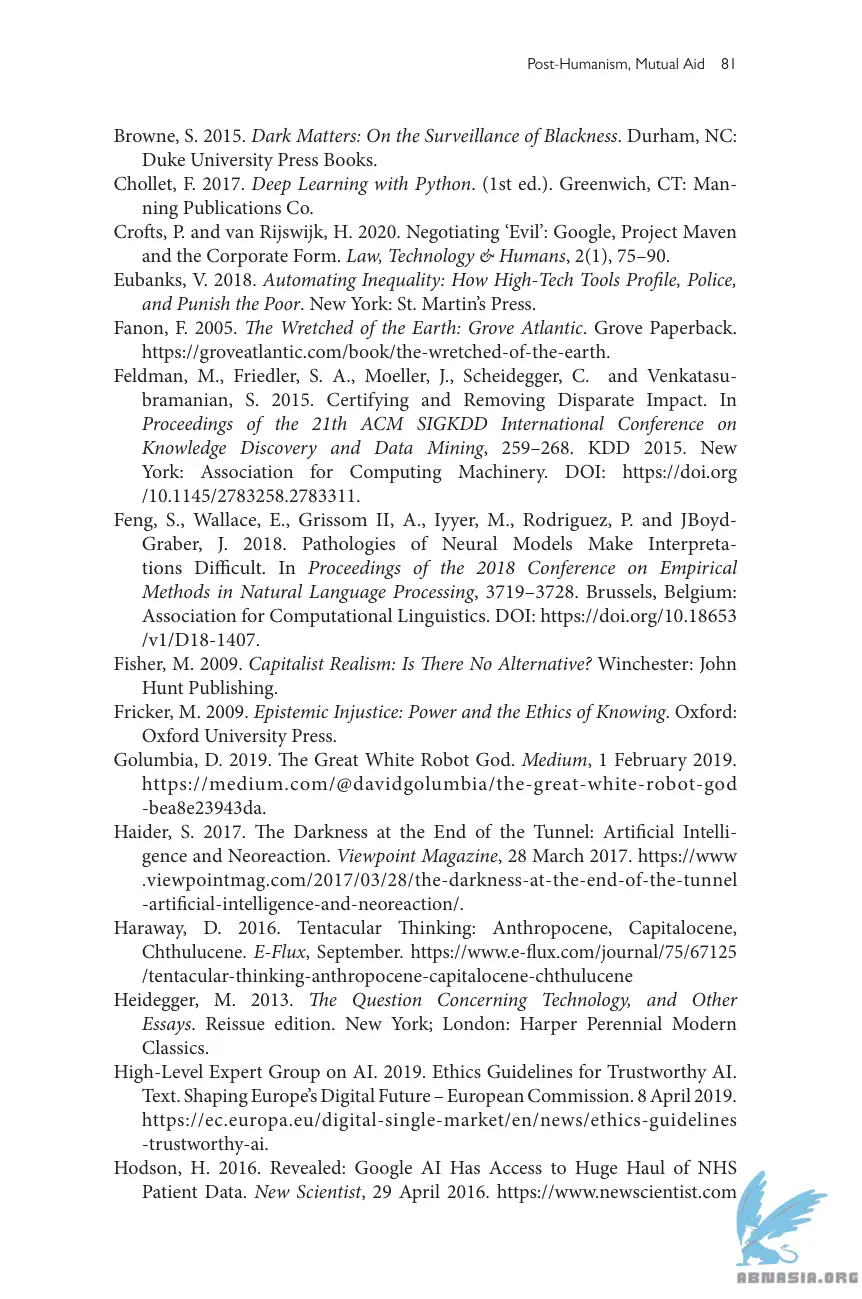 Post-Humanism, Mutual Aid 81
Browne, S. 2015. Dark Matters: On the Surveillance of Blackness. Durham, NC:
Duke University Press Books.
Chollet, F. 2017. Deep Learning with Python. (1st ed.). Greenwich, CT: Man-
ning Publications Co.
Crofts, P. and van Rijswijk, H. 2020. Negotiating ‘Evil’: Google, Project Maven
and the Corporate Form. Law, Technology & Humans, 2(1), 75–90.
Eubanks, V. 2018. Automating Inequality: How High-Tech Tools Profile, Police,
and Punish the Poor. New York: St. Martin’s Press.
Fanon, F. 2005. The Wretched of the Earth: Grove Atlantic. Grove Paperback.
https://groveatlantic.com/book/the-wretched-of-the-earth.
Feldman, M., Friedler, S. A., Moeller, J., Scheidegger, C. and Venkatasu-
bramanian, S. 2015. Certifying and Removing Disparate Impact. In
Proceedings of the 21th ACM SIGKDD International Conference on
Knowledge Discovery and Data Mining, 259–268. KDD 2015. New
York: Association for Computing Machinery. DOI: https://doi.org
/10.1145/2783258.2783311.
Feng, S., Wallace, E., Grissom II, A., Iyyer, M., Rodriguez, P. and JBoyd-
Graber, J. 2018. Pathologies of Neural Models Make Interpreta-
tions Difficult. In Proceedings of the 2018 Conference on Empirical
Methods in Natural Language Processing, 3719–3728. Brussels, Belgium:
Association for Computational Linguistics. DOI: https://doi.org/10.18653
/v1/D18-1407.
Fisher, M. 2009. Capitalist Realism: Is There No Alternative? Winchester: John
Hunt Publishing.
Fricker, M. 2009. Epistemic Injustice: Power and the Ethics of Knowing. Oxford:
Oxford University Press.
Golumbia, D. 2019. The Great White Robot God. Medium, 1 February 2019.
https://medium.com/@davidgolumbia/the-great-white-robot-god
-bea8e23943da.
Haider, S. 2017. The Darkness at the End of the Tunnel: Artificial Intelli-
gence and Neoreaction. Viewpoint Magazine, 28 March 2017. https://www
.viewpointmag.com/2017/03/28/the-darkness-at-the-end-of-the-tunnel
-artificial-intelligence-and-neoreaction/.
Haraway, D. 2016. Tentacular Thinking: Anthropocene, Capitalocene,
Chthulucene. E-Flux, September. https://www.e-flux.com/journal/75/67125
/tentacular-thinking-anthropocene-capitalocene-chthulucene
Heidegger, M. 2013. The Question Concerning Technology, and Other
Essays. Reissue edition. New York; London: Harper Perennial Modern
Classics.
High-Level Expert Group on AI. 2019. Ethics Guidelines for Trustworthy AI.
Text. Shaping Europe’s Digital Future – European Commission. 8 April 2019.
https://ec.europa.eu/digital-single-market/en/news/ethics-guidelines
-trustworthy-ai.
Hodson, H. 2016. Revealed: Google AI Has Access to Huge Haul of NHS
Patient Data. New Scientist, 29 April 2016. https://www.newscientist.com
ABNASIA.ORG